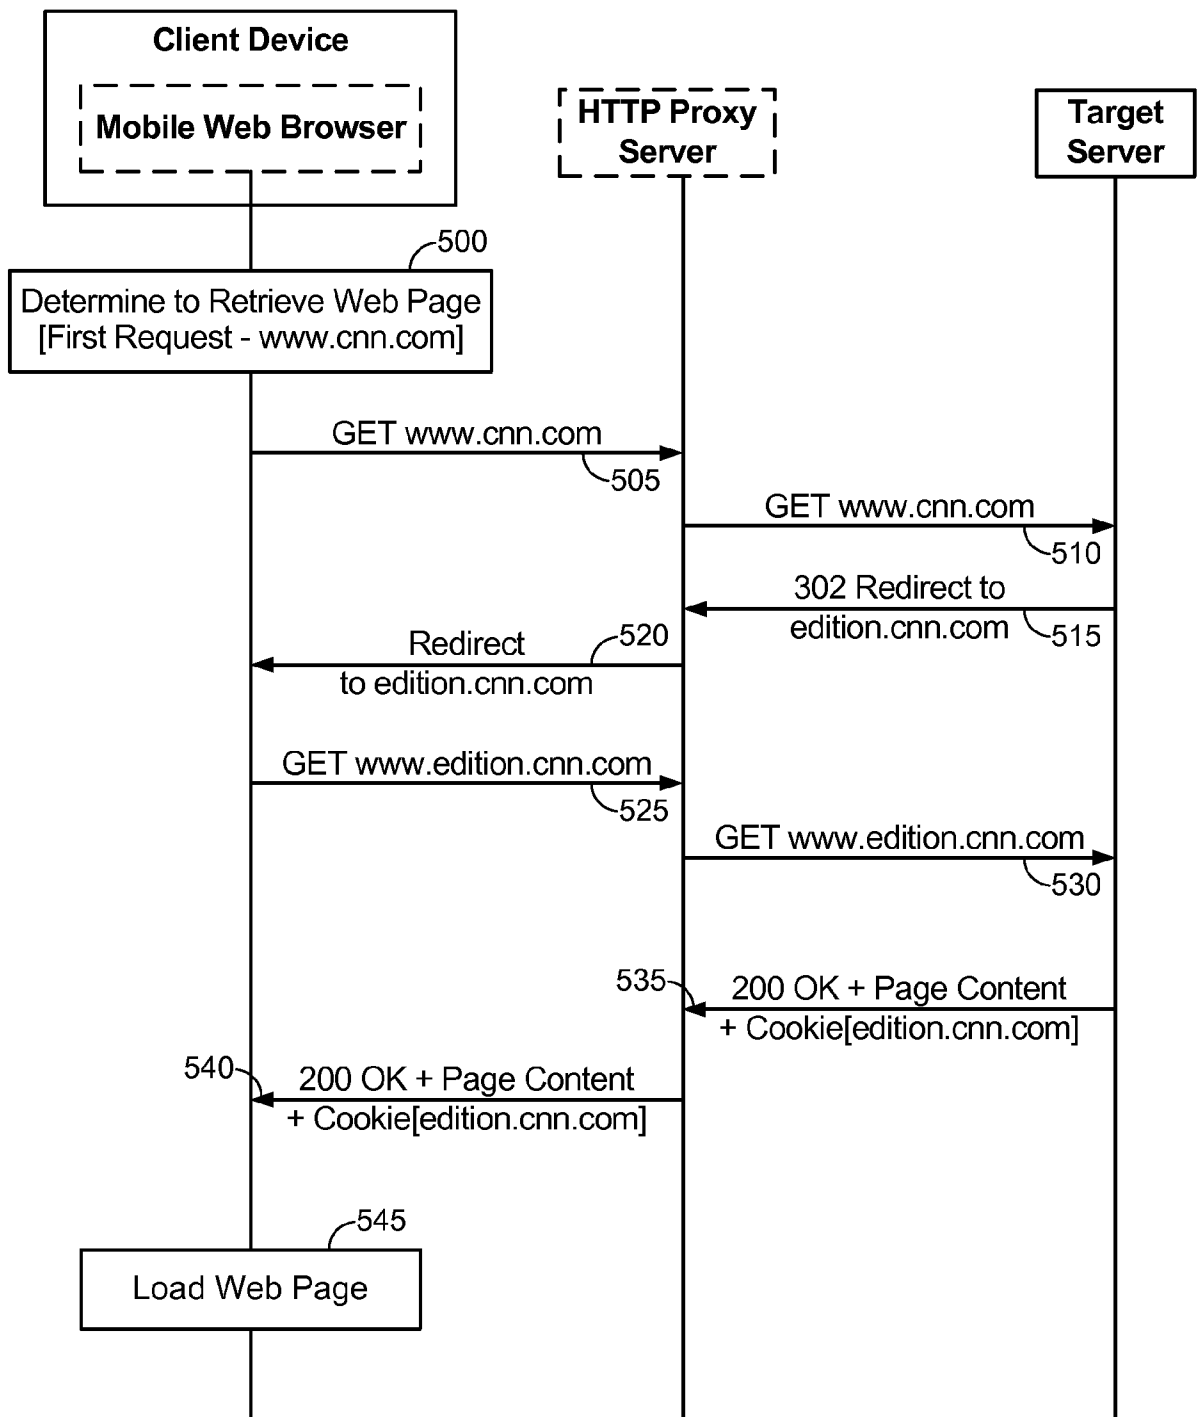 Client Device
Mobile Web Browser
HTTP Proxy
Server
Target
Server
500
Determine to Retrieve Web Page
[First Request - www.cnn.com]
GET www.cnn.com
505
GET www.cnn.com
510
302 Redirect to
edition.cnn.com
515
520
Redirect
to edition.cnn.com
GET www.edition.cnn.com
525
GET www.edition.cnn.com
530
535
200 OK + Page Content
+ Cookie[edition.cnn.com]
540
200 OK + Page Content
+ Cookie[edition.cnn.com]
545
Load Web Page